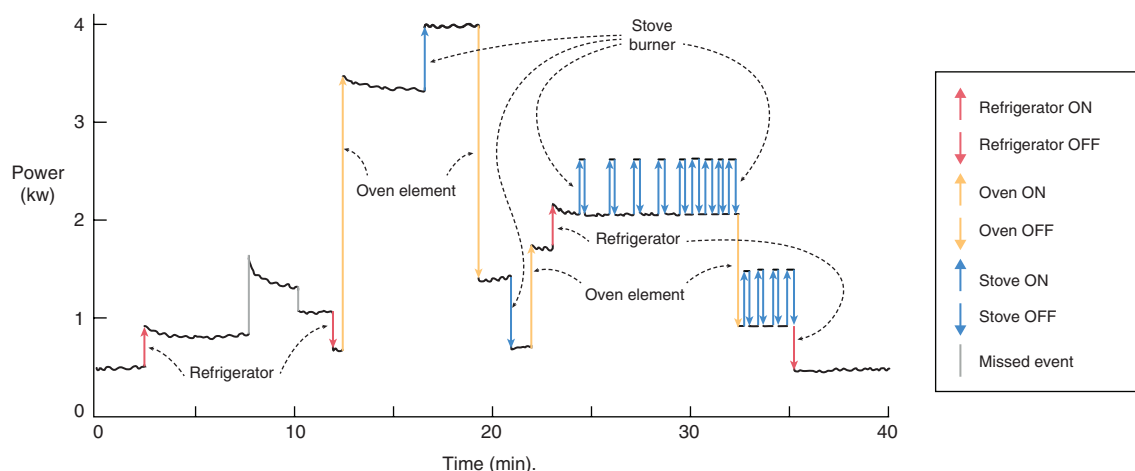 4
3
2
1
0
Power
(kw)
0
10
20
30
40
Time (min).
Stove
burner
Oven element
Refrigerator
Oven element
Refrigerator
Refrigerator ON
Refrigerator OFF
Oven ON
Oven OFF
Stove ON
Stove OFF
Missed event